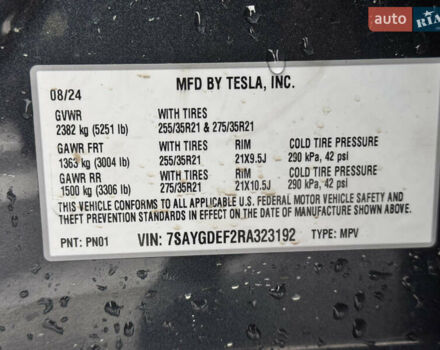 auto RIA
MFD BY TESLA, INC.
08/24
GVWR WITH TIRES
2382 kg (5251 lb) 255/35R21 & 275/35R21
GAWR FRT WITH TIRES RIM COLD TIRE PRESSURE
1363 kg (3004 lb) 255/35R21 21X9.5J 290 kPa, 42 psi
GAWR RR WITH TIRES RIM COLD TIRE PRESSURE
1500 kg (3306 lb) 275/35R21 21X10.5J 290 kPa, 42 psi
THIS VEHICLE CONFORMS TO ALL APPLICABLE U.S. FEDERAL MOTOR VEHICLE SAFETY AND
THEFT PREVENTION STANDARDS IN EFFECT ON THE DATE OF MANUFACTURE SHOWN ABOVE.
PNT: PN01 VIN: 7SAYGDEF2RA323192 TYPE: MPV